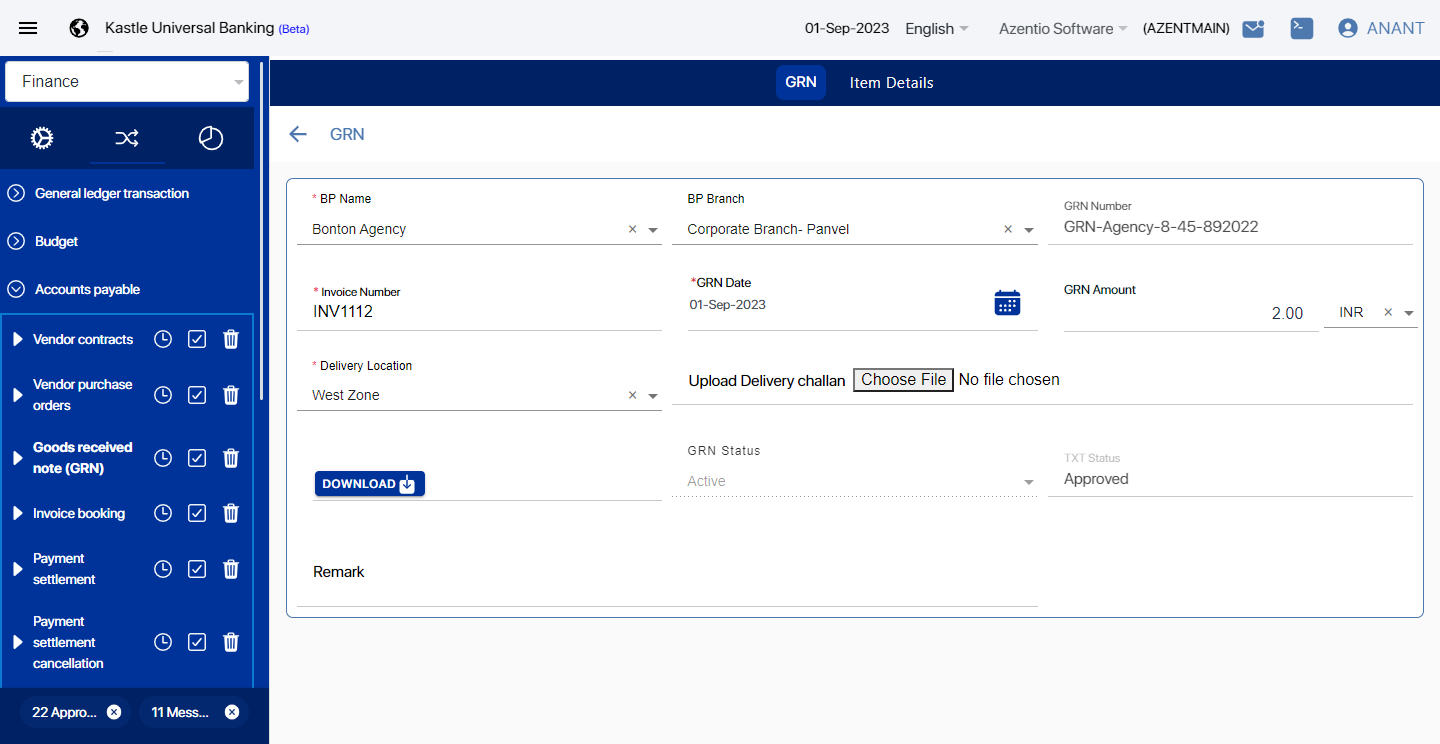 Kastle Universal Banking (Beta)
01-Sep-2023 English Azentio Software (AZENTMAIN) ANANT
Finance
GRN Item Details
GRN
General ledger transaction
Budget
Accounts payable
Vendor contracts
Vendor purchase
orders
Goods received
note (GRN)
Invoice booking
Payment
settlement
Payment
settlement
cancellation
22 Appro... 11 Mess...
* BP Name
Bonton Agency ×
BP Branch
Corporate Branch- Panvel ×
GRN Number
GRN-Agency-8-45-892022
* Invoice Number
INV1112
*GRN Date
01-Sep-2023
GRN Amount
2.00 INR ×
* Delivery Location
West Zone ×
Upload Delivery challan Choose File No file chosen
DOWNLOAD
GRN Status
Active
TXT Status
Approved
Remark